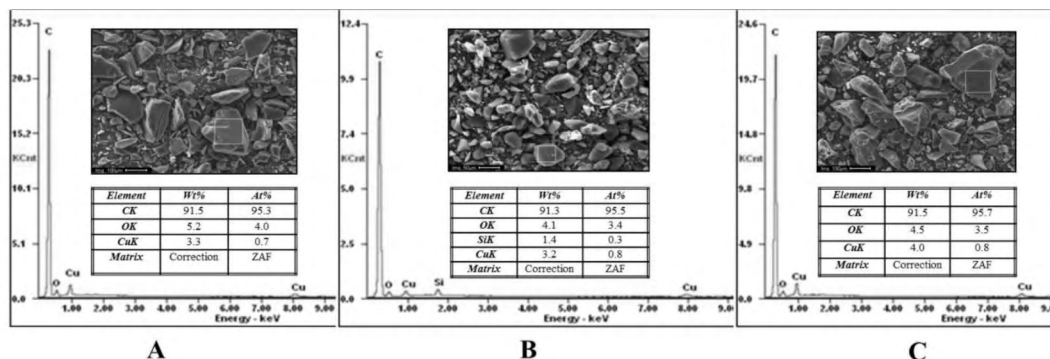 25.3
C
20.3
15.2
KCnt
10.1
5.1
0.0
O
Cu
Cu
1.00 2.00 3.00 4.00 5.00 6.00 7.00 8.00 9.0
Energy - keV
Element Wt% At%
CK 91.5 95.3
OK 5.2 4.0
CuK 3.3 0.7
Matrix Correction ZAF
A
12.4
C
9.9
7.4
KCnt
5.0
2.5
0.0
O
Cu
Si
Cu
1.00 2.00 3.00 4.00 5.00 6.00 7.00 8.00 9.00
Energy - keV
Element Wt% At%
CK 91.3 95.5
OK 4.1 3.4
SiK 1.4 0.3
CuK 3.2 0.8
Matrix Correction ZAF
B
24.6
C
19.7
14.8
KCnt
9.8
4.9
0.0
O
Cu
Cu
1.00 2.00 3.00 4.00 5.00 6.00 7.00 8.00 9.0
Energy - keV
Element Wt% At%
CK 91.5 95.7
OK 4.5 3.5
CuK 4.0 0.8
Matrix Correction ZAF
C